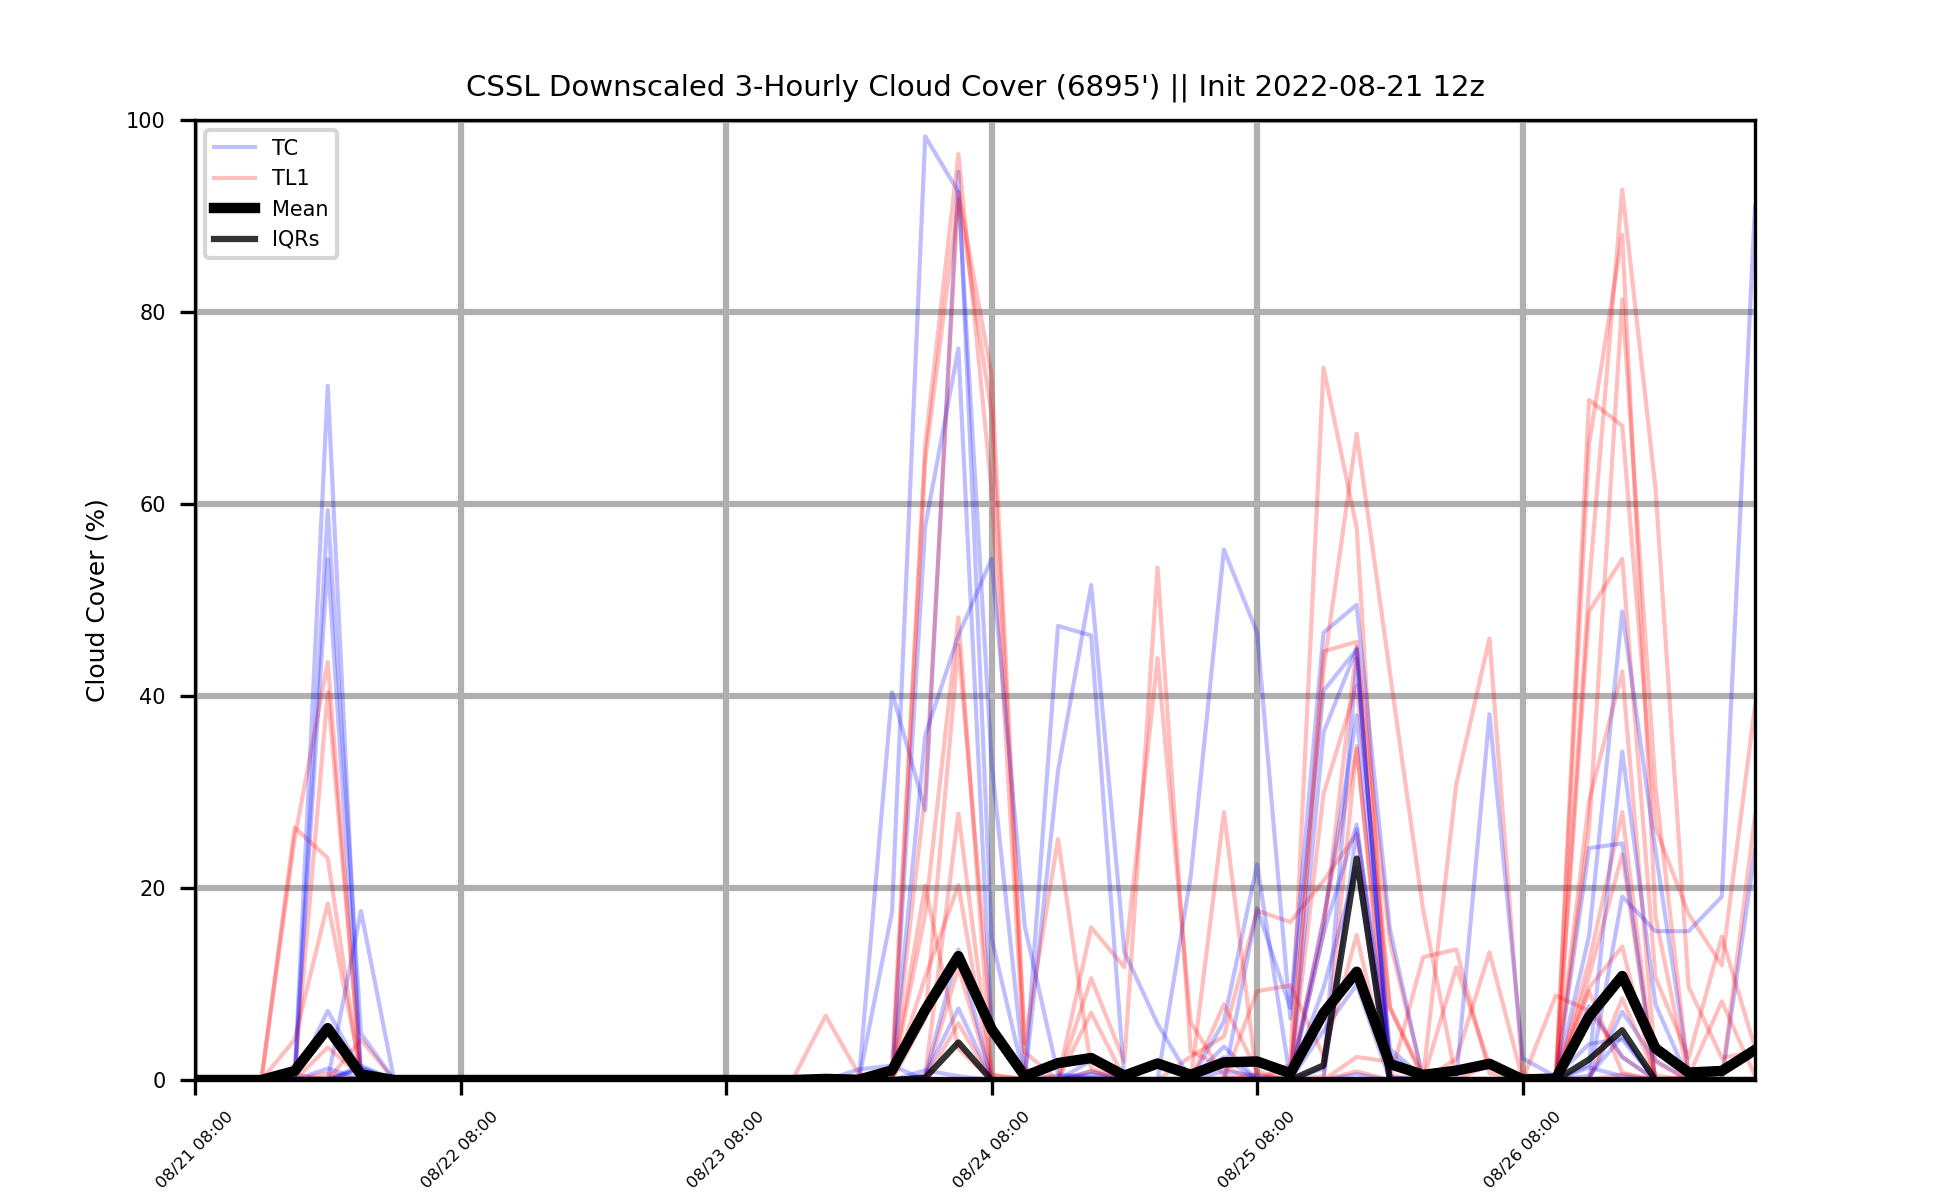 CSSL Downscaled 3-Hourly Cloud Cover (6895') || Init 2022-08-21 12z
TC
TL1
Mean
IQRs
Cloud Cover (%)
100
80
60
40
20
0
08/21 08:00
08/22 08:00
08/23 08:00
08/24 08:00
08/25 08:00
08/26 08:00